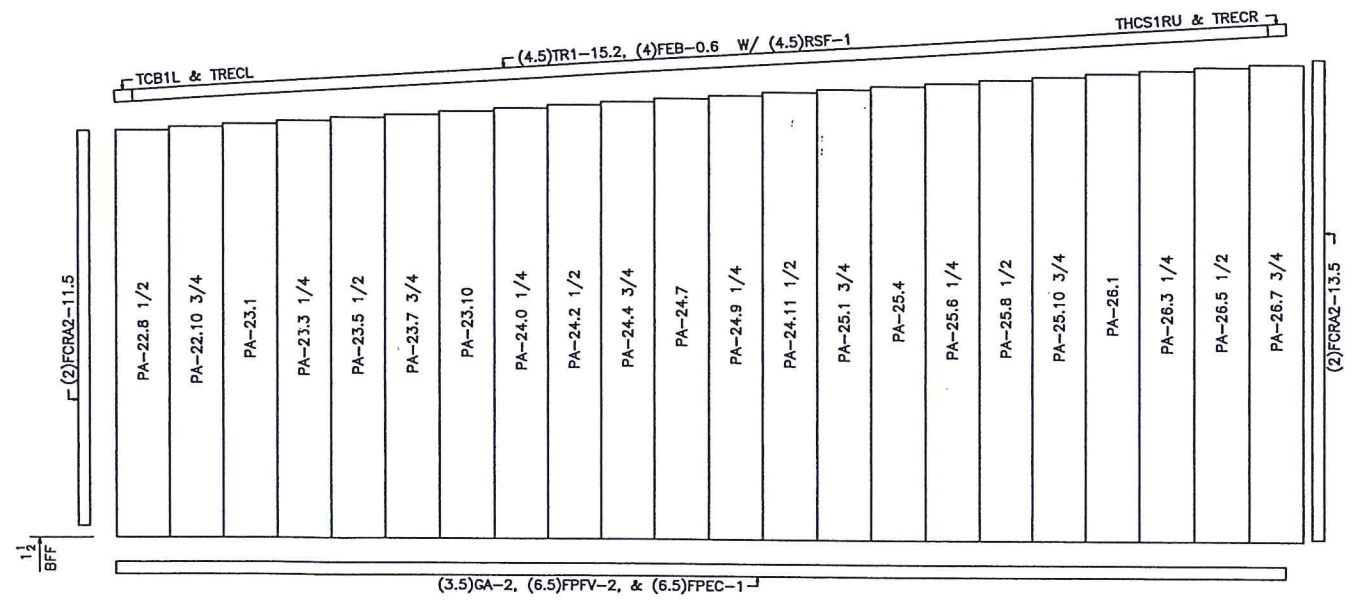 THCS1RU & TRECR
(4.5)TR1-15.2, (4)FEB-0.6 W/ (4.5)RSF-1
TCB1L & TRECL
(2)FCRA2-11.5
PA-22.8 1/2
PA-22.10 3/4
PA-23.1
PA-23.3 1/4
PA-23.5 1/2
PA-23.7 3/4
PA-23.10
PA-24.0 1/4
PA-24.2 1/2
PA-24.4 3/4
PA-24.7
PA-24.9 1/4
PA-24.11 1/2
PA-25.1 3/4
PA-25.4
PA-25.6 1/4
PA-25.8 1/2
PA-25.10 3/4
PA-26.1
PA-26.3 1/4
PA-26.5 1/2
PA-26.7 3/4
(2)FCRA2-13.5
1 1/2
BFF
(3.5)GA-2, (6.5)FPFV-2, & (6.5)FPEC-1